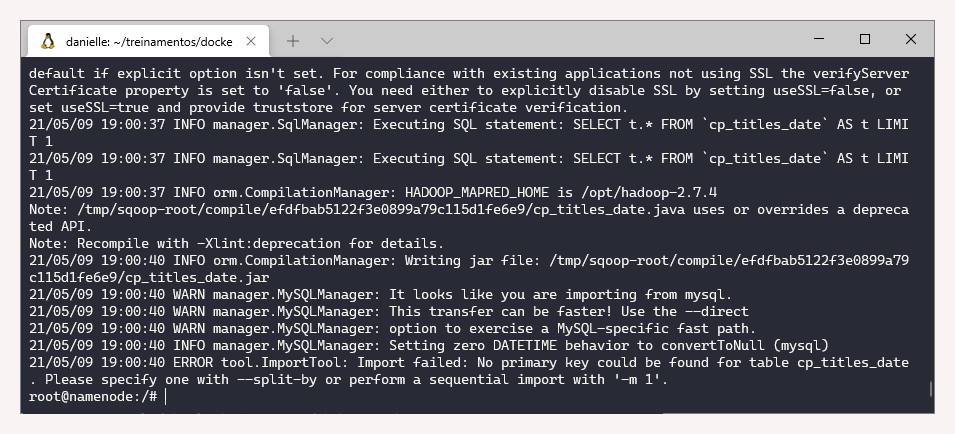 danielle: ~/treinamentos/docke
default if explicit option isn't set. For compliance with existing applications not using SSL the verifyServer
Certificate property is set to 'false'. You need either to explicitly disable SSL by setting useSSL=false, or
set useSSL=true and provide truststore for server certificate verification.
21/05/09 19:00:37 INFO manager.SqlManager: Executing SQL statement: SELECT t.* FROM `cp_titles_date` AS t LIMI
T 1
21/05/09 19:00:37 INFO manager.SqlManager: Executing SQL statement: SELECT t.* FROM `cp_titles_date` AS t LIMI
T 1
21/05/09 19:00:37 INFO orm.CompilationManager: HADOOP_MAPRED_HOME is /opt/hadoop-2.7.4
Note: /tmp/sqoop-root/compile/efdfbab5122f3e0899a79c115d1fe6e9/cp_titles_date.java uses or overrides a depreca
ted API.
Note: Recompile with -Xlint:deprecation for details.
21/05/09 19:00:40 INFO orm.CompilationManager: Writing jar file: /tmp/sqoop-root/compile/efdfbab5122f3e0899a79
c115d1fe6e9/cp_titles_date.jar
21/05/09 19:00:40 WARN manager.MySQLManager: It looks like you are importing from mysql.
21/05/09 19:00:40 WARN manager.MySQLManager: This transfer can be faster! Use the --direct
21/05/09 19:00:40 WARN manager.MySQLManager: option to exercise a MySQL-specific fast path.
21/05/09 19:00:40 INFO manager.MySQLManager: Setting zero DATETIME behavior to convertToNull (mysql)
21/05/09 19:00:40 ERROR tool.ImportTool: Import failed: No primary key could be found for table cp_titles_date
. Please specify one with --split-by or perform a sequential import with '-m 1'.
root@namenode:/#